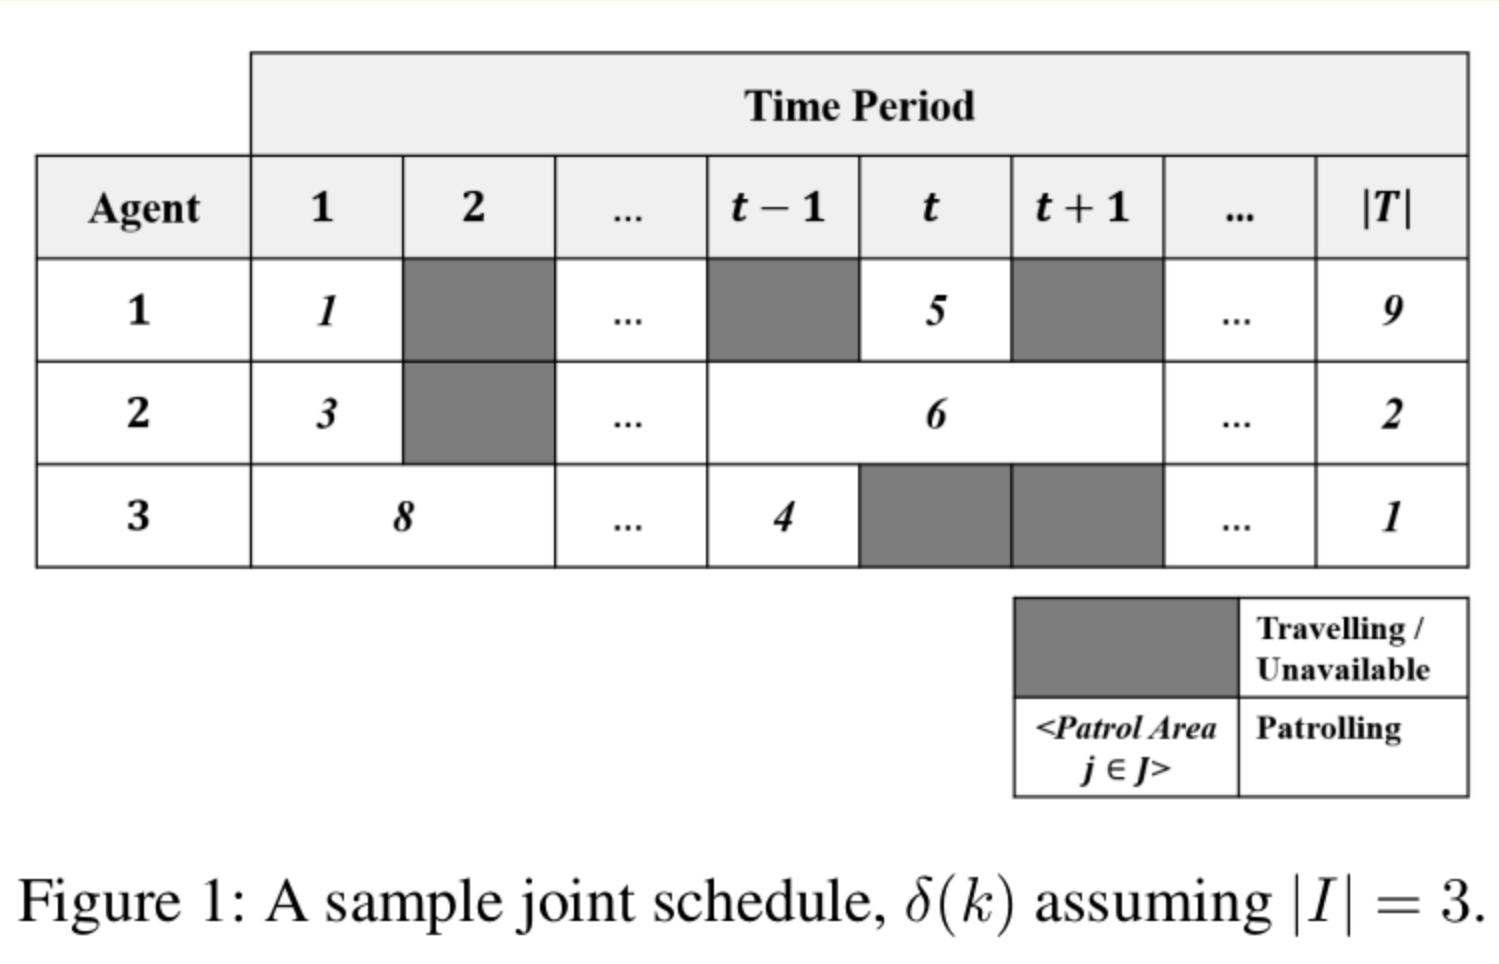 Time Period
Agent 1 2 ... t − 1 t t + 1 ... |T|
1 1 ... 5 ... 9
2 3 ... 6 ... 2
3 8 ... 4 ... 1
Travelling /
Unavailable
<Patrol Area
j ∈ J>
Patrolling
Figure 1: A sample joint schedule, δ(k) assuming |I| = 3.